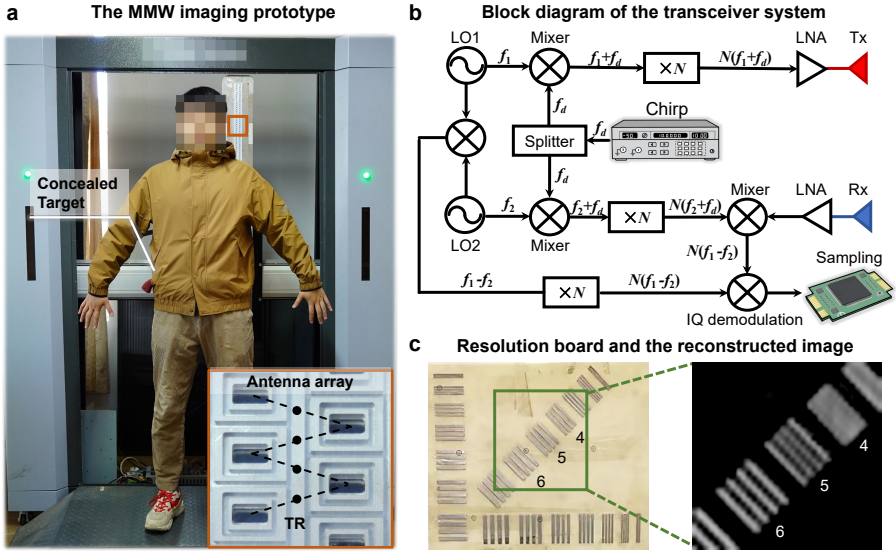 a The MMW imaging prototype
Concealed
Target
Antenna array
TR
b Block diagram of the transceiver system
LO1
f1
Mixer
f1+fd
×N
N(f1+fd)
LNA
Tx
fd
Splitter
fd
Chirp
fd
LO2
f2
Mixer
f2+fd
×N
N(f2+fd)
Mixer
LNA
Rx
N(f1-f2)
f1-f2
×N
N(f1-f2)
IQ demodulation
Sampling
c Resolution board and the reconstructed image
4
5
6
4
5
6